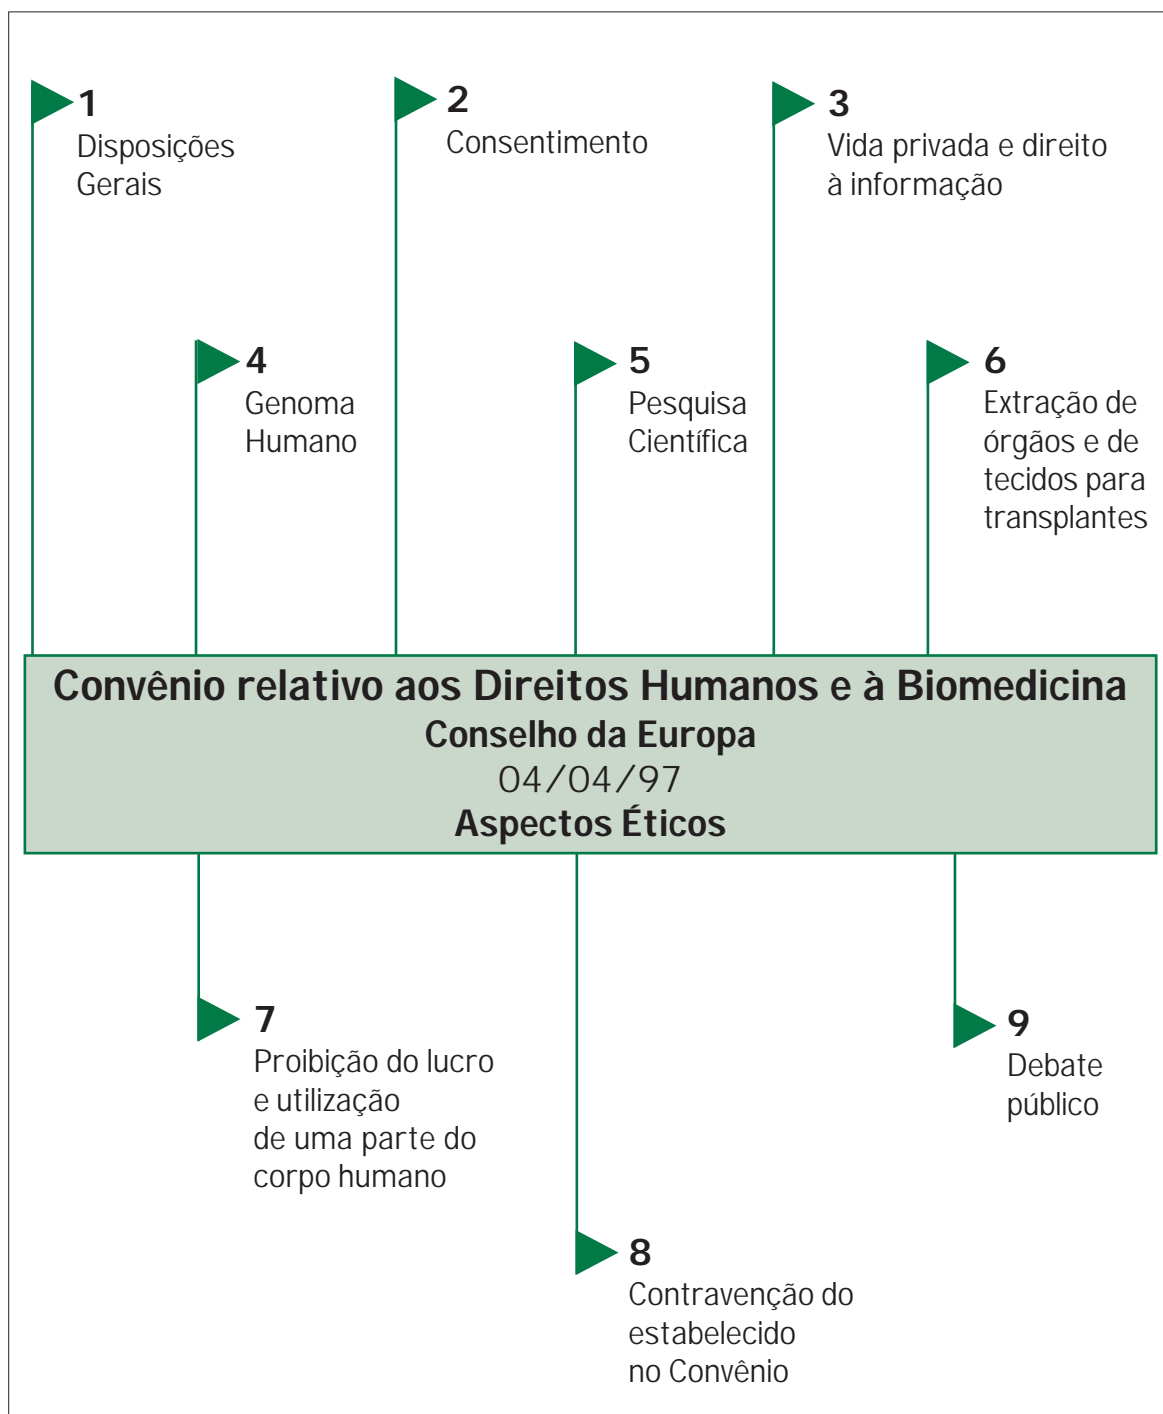 1
Disposições
Gerais
2
Consentimento
3
Vida privada e direito
à informação
4
Genoma
Humano
5
Pesquisa
Científica
6
Extração de
órgãos e de
tecidos para
transplantes
Convênio relativo aos Direitos Humanos e à Biomedicina
Conselho da Europa
04/04/97
Aspectos Éticos
7
Proibição do lucro
e utilização
de uma parte do
corpo humano
8
Contravenção do
estabelecido
no Convênio
9
Debate
público